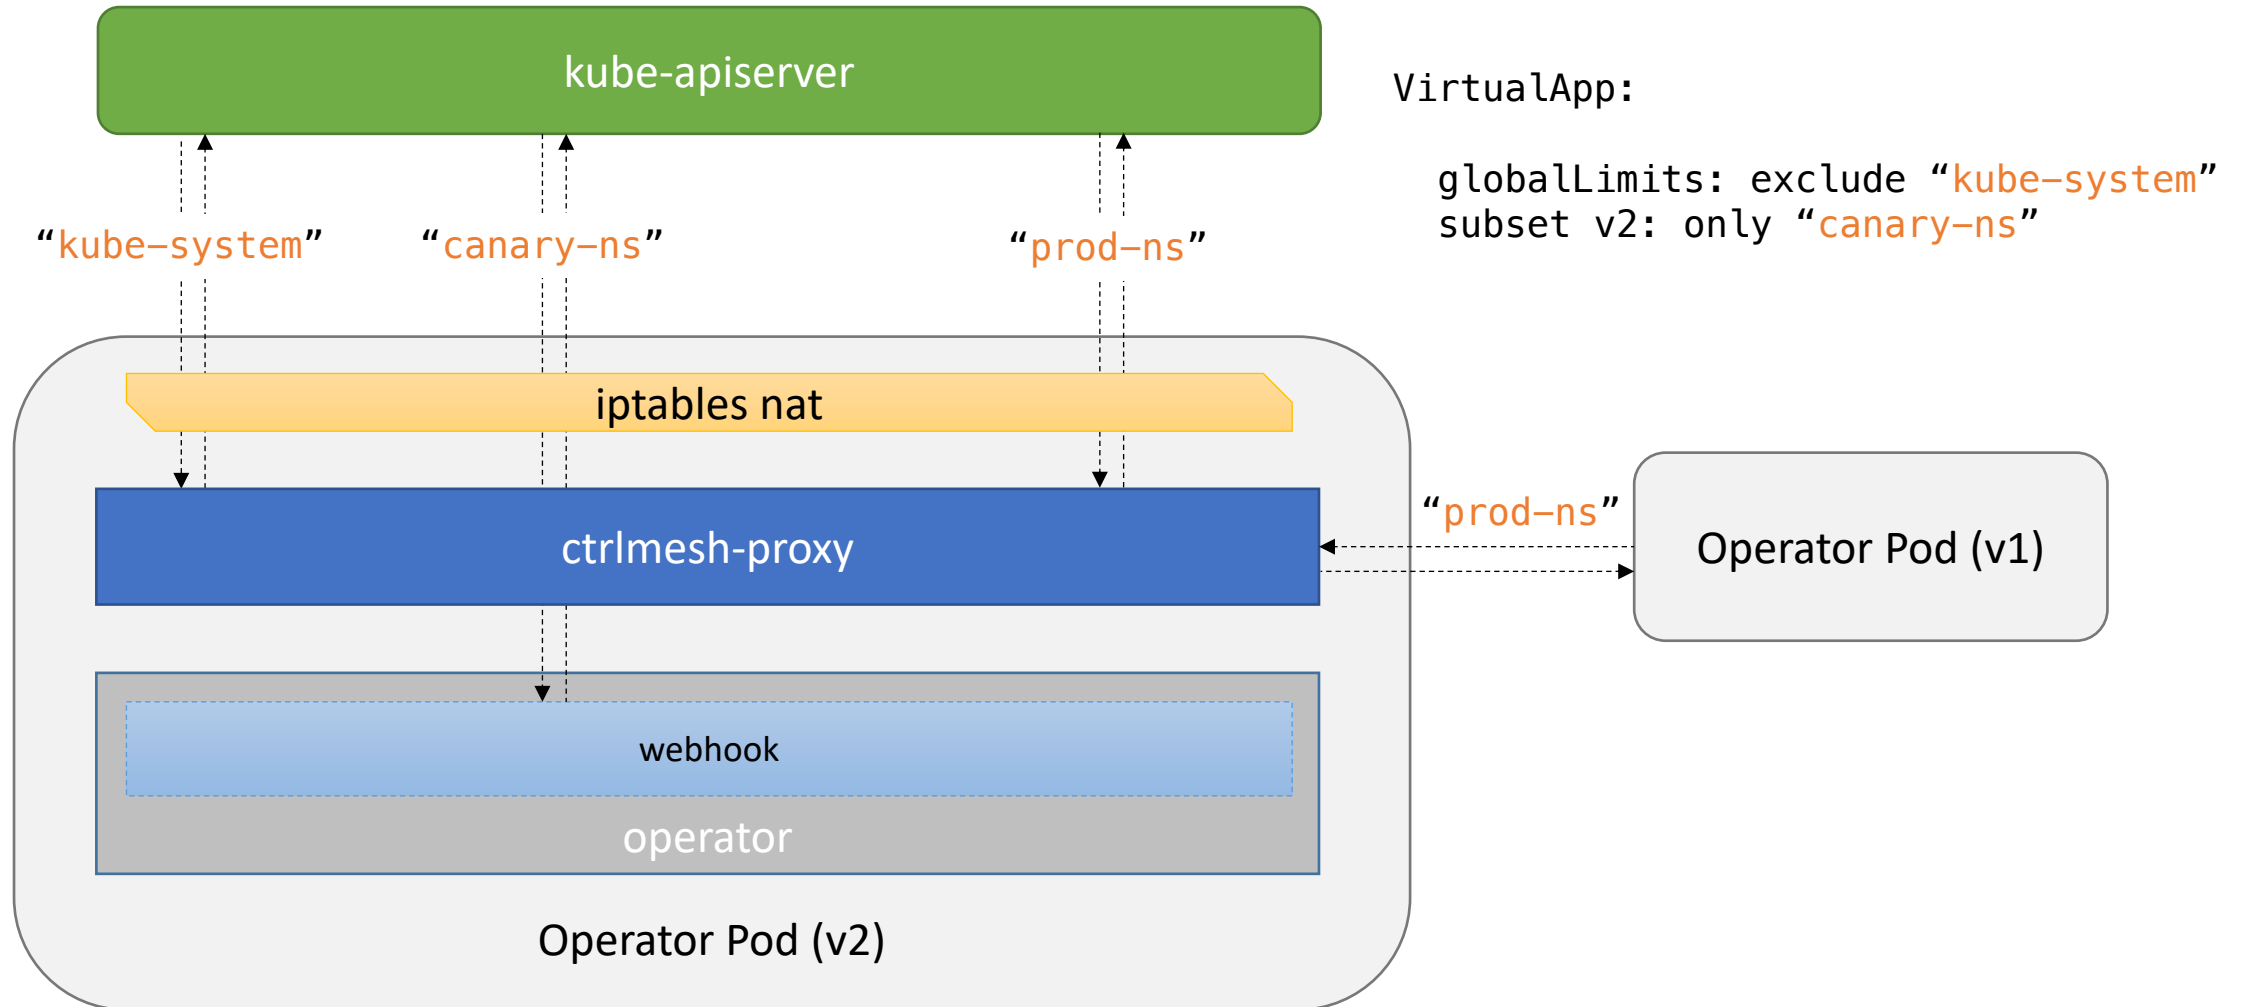 kube-apiserver
VirtualApp:
globalLimits: exclude “kube-system”
subset v2: only “canary-ns”
“kube-system”
“canary-ns”
“prod-ns”
iptables nat
ctrlmesh-proxy
“prod-ns”
Operator Pod (v1)
webhook
operator
Operator Pod (v2)